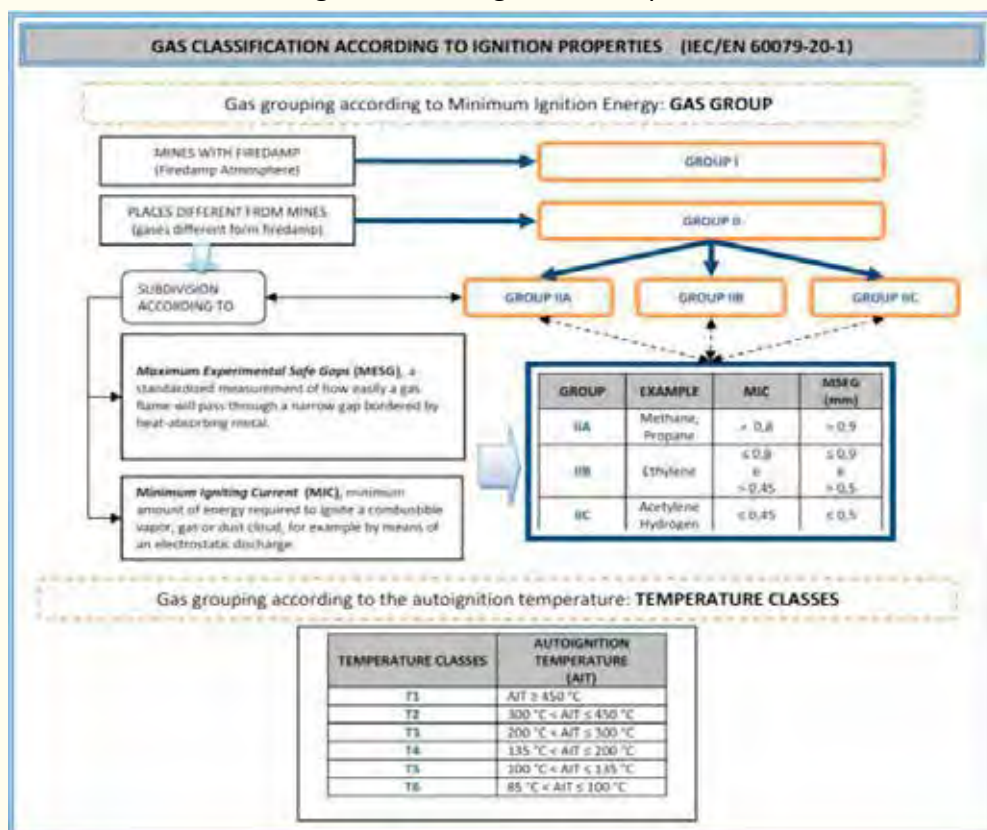 GAS CLASSIFICATION ACCORDING TO IGNITION PROPERTIES (IEC/EN 60079-20-1)
Gas grouping according to Minimum Ignition Energy: GAS GROUP
MINES WITH FIREDAMP
(Firedamp Atmosphere)
GROUP I
PLACES DIFFERENT FROM MINES
(gases different form firedamp)
GROUP II
SUBDIVISION
ACCORDING TO
GROUP IIA
GROUP IIB
GROUP IIC
Maximum Experimental Safe Gaps (MESG), a
standardized measurement of how easily a gas
flame will pass through a narrow gap bordered by
heat-absorbing metal.
Minimum Igniting Current (MIC), minimum
amount of energy required to ignite a combustible
vapor, gas or dust cloud, for example by means of
an electrostatic discharge.
GROUP EXAMPLE MIC MSEG (mm)
IIA Methane, Propane > 0,8 > 0.9
IIB Ethylene ≤ 0,8 e > 0,45 ≤ 0,9 e > 0,5
IIC Acetylene Hydrogen ≤ 0,45 ≤ 0,5
Gas grouping according to the autoignition temperature: TEMPERATURE CLASSES
TEMPERATURE CLASSES AUTOIGNITION TEMPERATURE (AIT)
T1 AIT ≥ 450 °C
T2 300 °C < AIT ≤ 450 °C
T3 200 °C < AIT ≤ 300 °C
T4 135 °C < AIT ≤ 200 °C
T5 100 °C < AIT ≤ 135 °C
T6 85 °C < AIT ≤ 100 °C